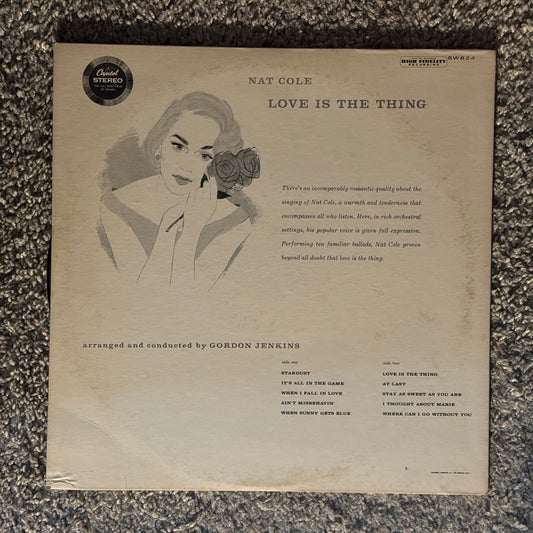 Capitol
STEREO
THE FULL SPECTRUM
OF SOUND
HIGH FIDELITY
RECORDING
SW824
NAT COLE
LOVE IS THE THING
There's an incomparably romantic quality about the
singing of Nat Cole, a warmth and tenderness that
encompasses all who listen. Here, in rich orchestral
settings, his popular voice is given full expression.
Performing ten familiar ballads, Nat Cole proves
beyond all doubt that love is the thing.
arranged and conducted by GORDON JENKINS
side one
STARDUST
IT'S ALL IN THE GAME
WHEN I FALL IN LOVE
AIN'T MISBEHAVIN'
WHEN SUNNY GETS BLUE
side two
LOVE IS THE THING
AT LAST
STAY AS SWEET AS YOU ARE
I THOUGHT ABOUT MARIE
WHERE CAN I GO WITHOUT YOU